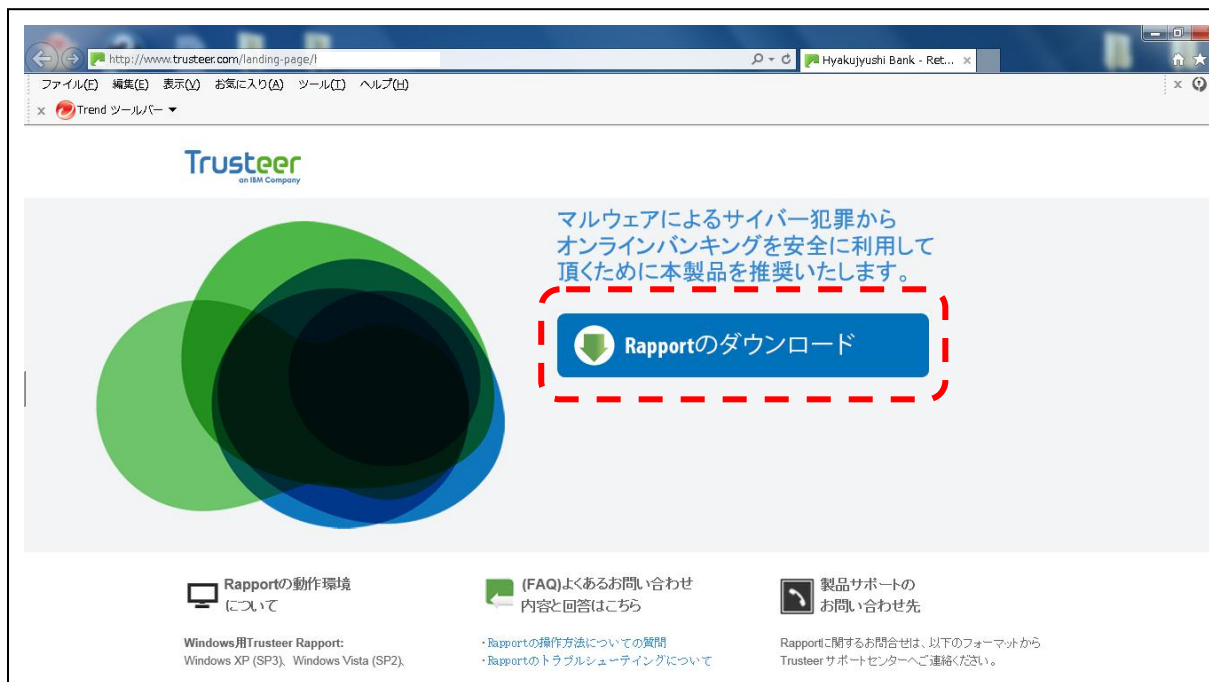 http://www.trusteer.com/landing-page/
Hyakujyushi Bank - Ret...
ファイル(F) 編集(E) 表示(V) お気に入り(A) ツール(T) ヘルプ(H)
x Trend ツールバー
Trusteer
an IBM Company
マルウェアによるサイバー犯罪から
オンラインバンキングを安全に利用して
頂くために本製品を推奨いたします。
Rapportのダウンロード
Rapportの動作環境
について
Windows用Trusteer Rapport:
Windows XP (SP3)、Windows Vista (SP2)、
(FAQ)よくあるお問い合わせ
内容と回答はこちら
・Rapportの操作方法についての質問
・Rapportのトラブルシューティングについて
製品サポートの
お問い合わせ先
Rapportに関するお問合せは、以下のフォーマットから
Trusteer サポートセンターへご連絡ください。